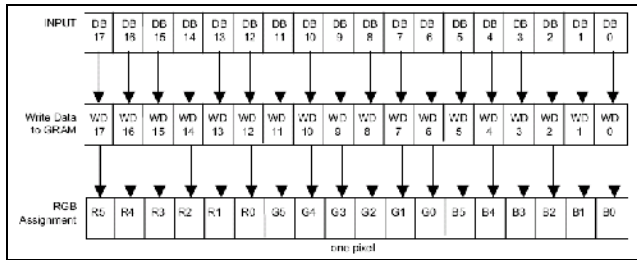 INPUT
DB DB DB DB DB DB DB DB DB DB DB DB DB DB DB DB DB DB
17 16 15 14 13 12 11 10 9 8 7 6 5 4 3 2 1 0
Write Data
to GRAM
WD WD WD WD WD WD WD WD WD WD WD WD WD WD WD WD WD WD
17 16 15 14 13 12 11 10 9 8 7 6 5 4 3 2 1 0
RGB
Assignment
R5 R4 R3 R2 R1 R0 G5 G4 G3 G2 G1 G0 B5 B4 B3 B2 B1 B0
one pixel